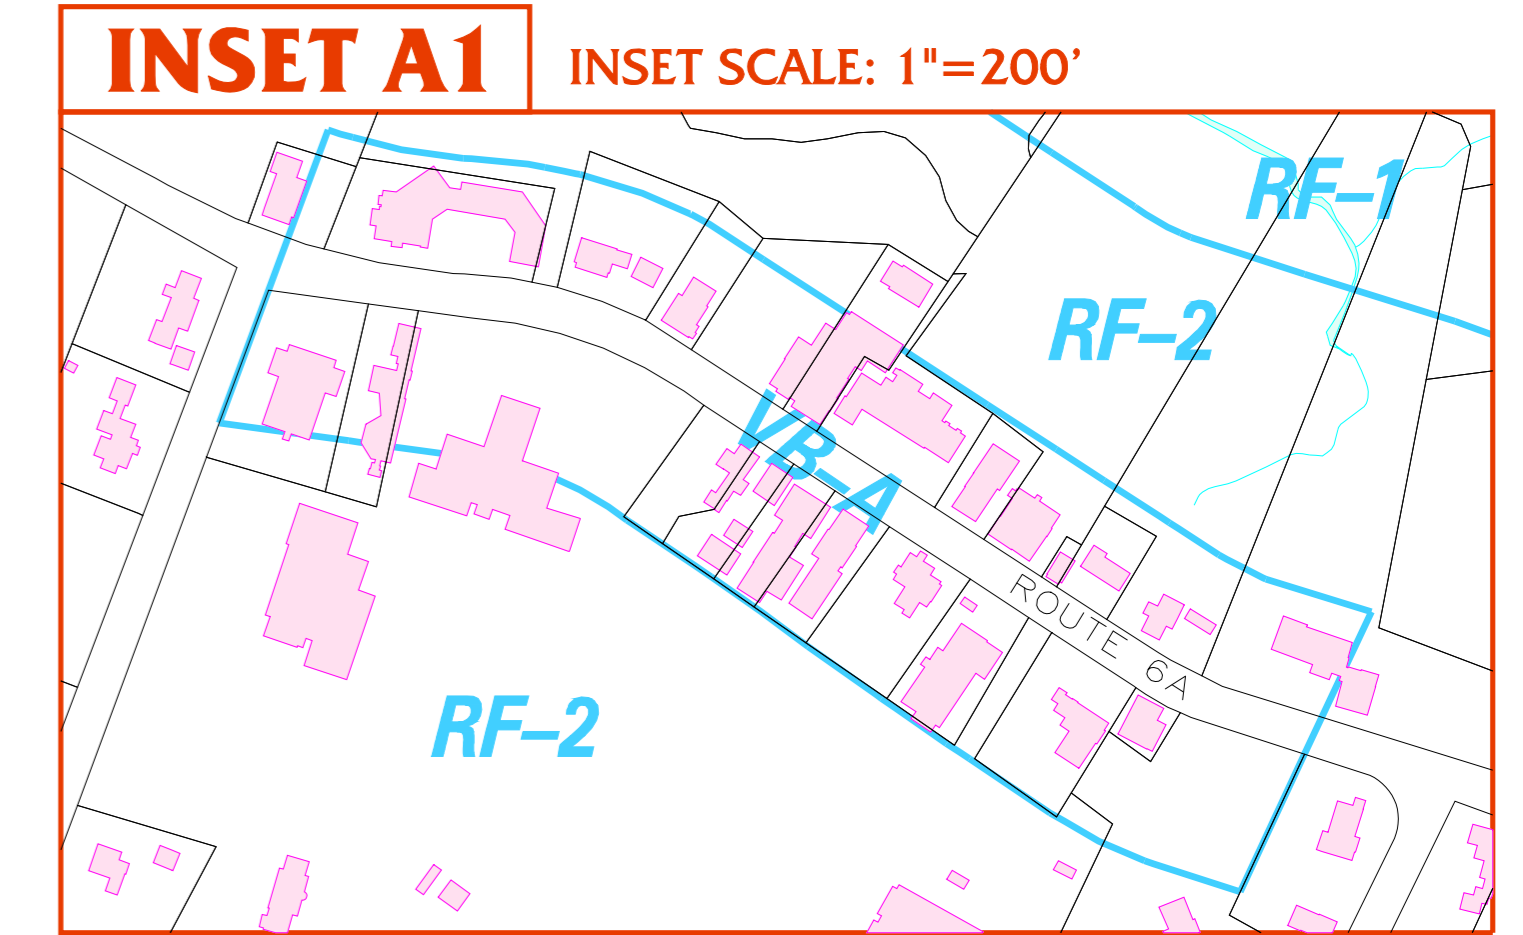 INSET A1
INSET SCALE: 1"=200'
RF-1
RF-2
VB-A
ROUTE 6A
RF-2